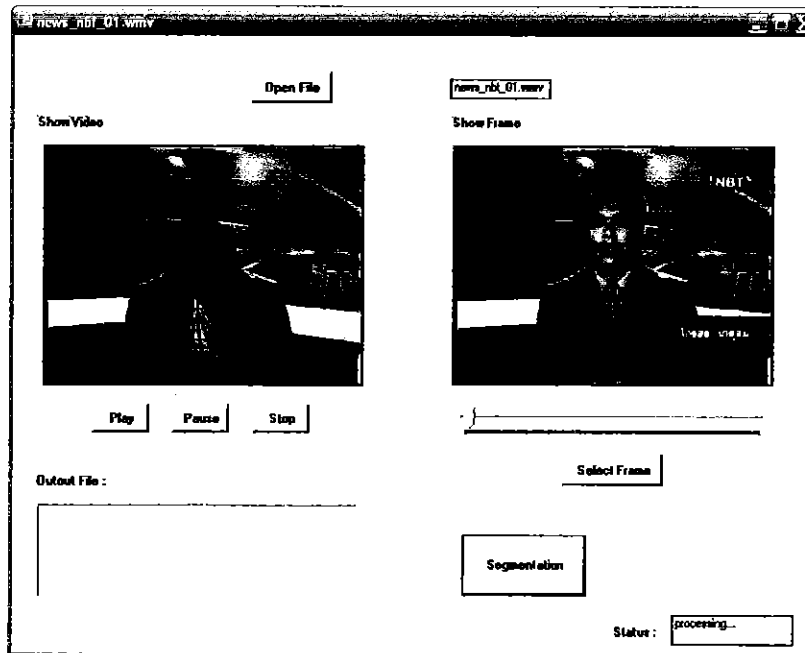 news_nbt_01.wmv
Open File
news_nbt_01.wmv
Show Video
Show Frame
NBT
Play
Pause
Stop
Select Frame
Output File :
Segmentation
Status :
processing...